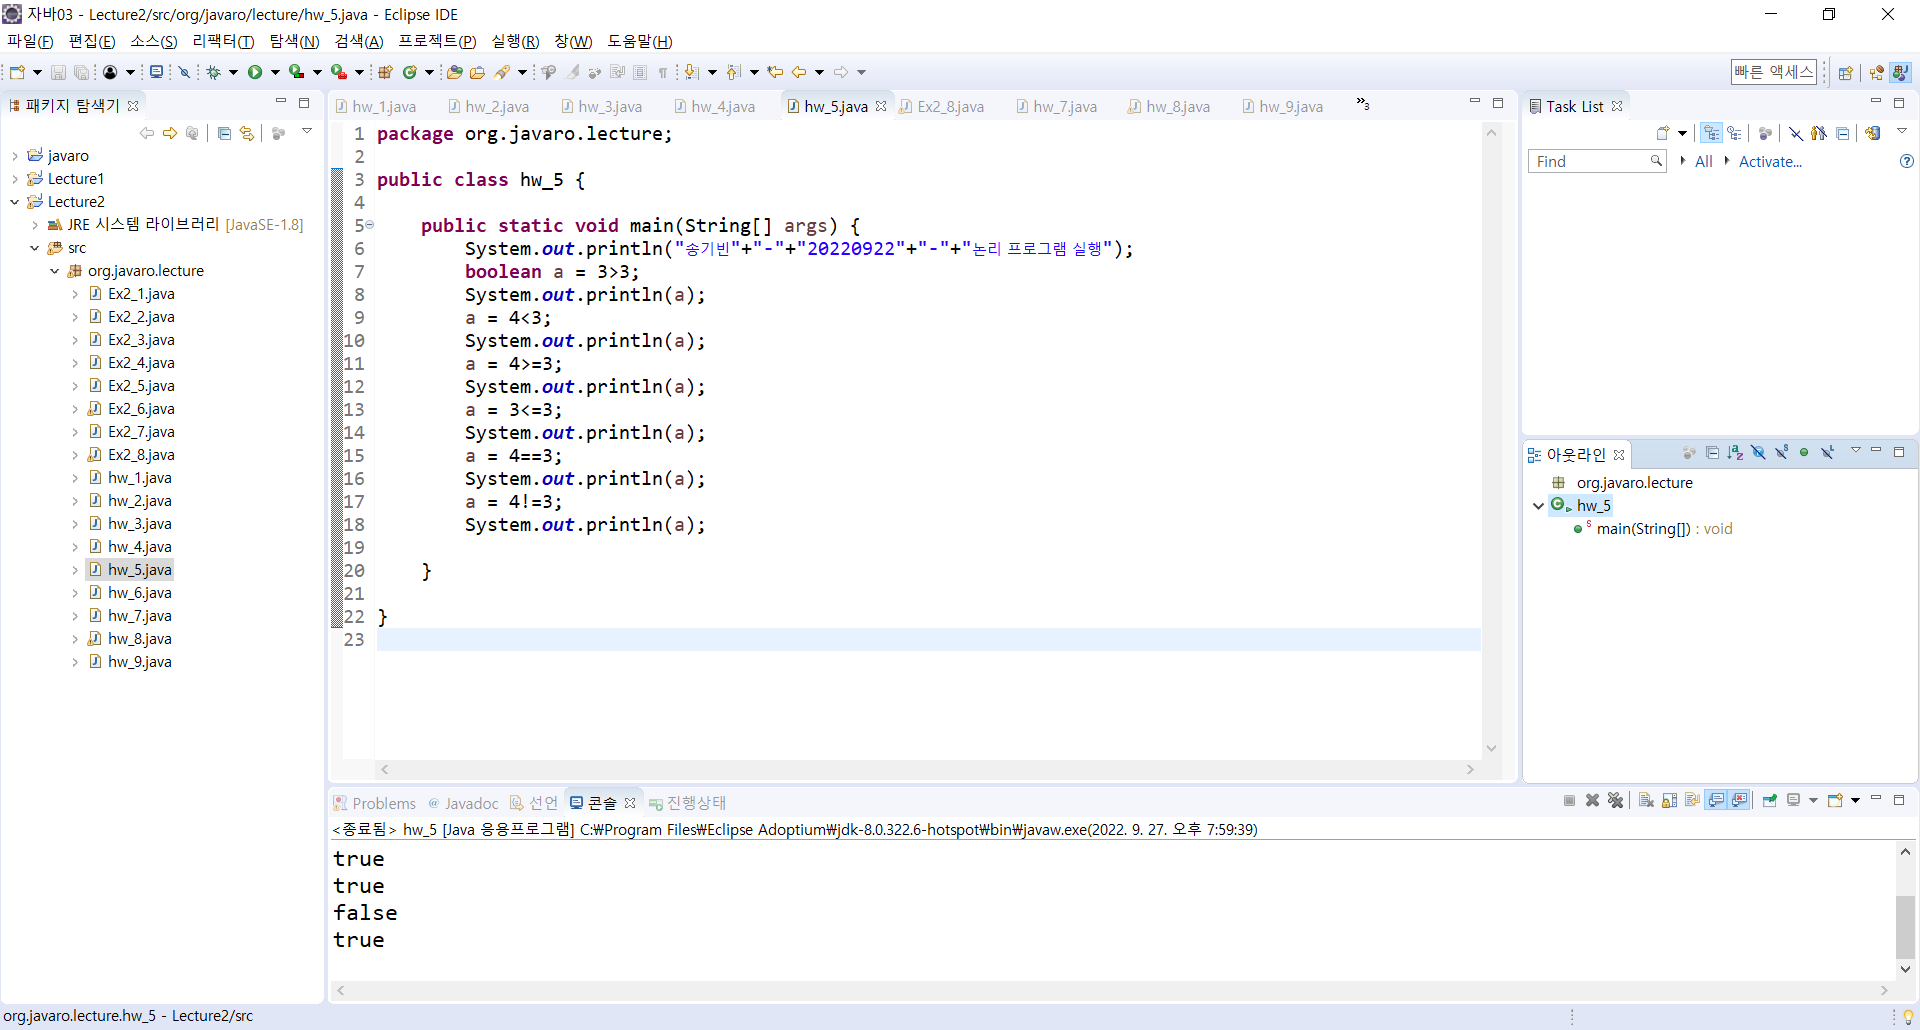 자바03 - Lecture2/src/org/javaro/lecture/hw_5.java - Eclipse IDE
파일(F) 편집(E) 소스(S) 리팩터(T) 탐색(N) 검색(A) 프로젝트(P) 실행(R) 창(W) 도움말(H)
빠른 액세스
패키지 탐색기
javaro
Lecture1
Lecture2
JRE 시스템 라이브러리 [JavaSE-1.8]
src
org.javaro.lecture
Ex2_1.java
Ex2_2.java
Ex2_3.java
Ex2_4.java
Ex2_5.java
Ex2_6.java
Ex2_7.java
Ex2_8.java
hw_1.java
hw_2.java
hw_3.java
hw_4.java
hw_5.java
hw_6.java
hw_7.java
hw_8.java
hw_9.java
hw_1.java hw_2.java hw_3.java hw_4.java hw_5.java Ex2_8.java hw_7.java hw_8.java hw_9.java »3
1 package org.javaro.lecture;
2
3 public class hw_5 {
4
5 public static void main(String[] args) {
6 System.out.println("송기빈"+"-"+"20220922"+"-"+"논리 프로그램 실행");
7 boolean a = 3>3;
8 System.out.println(a);
9 a = 4<3;
10 System.out.println(a);
11 a = 4>=3;
12 System.out.println(a);
13 a = 3<=3;
14 System.out.println(a);
15 a = 4==3;
16 System.out.println(a);
17 a = 4!=3;
18 System.out.println(a);
19
20 }
21
22 }
23
Task List
Find All Activate...
아웃라인
org.javaro.lecture
hw_5
main(String[]) : void
Problems @ Javadoc 선언 콘솔 진행상태
<종료됨> hw_5 [Java 응용프로그램] C:₩Program Files₩Eclipse Adoptium₩jdk-8.0.322.6-hotspot₩bin₩javaw.exe(2022. 9. 27. 오후 7:59:39)
true
true
false
true
org.javaro.lecture.hw_5 - Lecture2/src